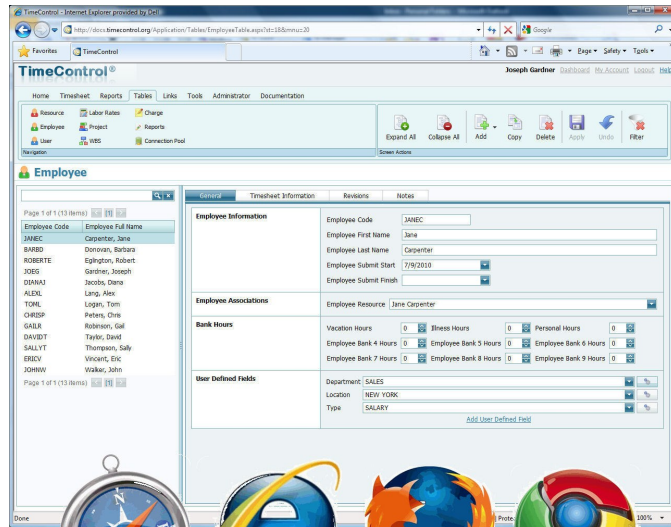 TimeControl - Internet Explorer provided by Dell
http://docs.timecontrol.org/Application/Tables/EmployeeTable.aspx?st=18&mnu=20
Google
Favorites TimeControl
Page Safety Tools
TimeControl®
Joseph Gardner Dashboard My Account Logout Help
Home Timesheet Reports Tables Links Tools Administrator Documentation
Resource Labor Rates Charge
Employee Project Reports
User WBS Connection Pool
Expand All Collapse All Add Copy Delete Apply Undo Filter
Navigation Screen Actions
Employee
General Timesheet Information Revisions Notes
Page 1 of 1 (13 items) [1]
Employee Code Employee Full Name
JANEC Carpenter, Jane
BARBD Donovan, Barbara
ROBERTE Eglington, Robert
JOEG Gardner, Joseph
DIANAJ Jacobs, Diana
ALEXL Lang, Alex
TOML Logan, Tom
CHRISP Peters, Chris
GAILR Robinson, Gail
DAVIDT Taylor, David
SALLYT Thompson, Sally
ERICV Vincent, Eric
JOHNW Walker, John
Page 1 of 1 (13 items) [1]
Employee Information
Employee Code JANEC
Employee First Name Jane
Employee Last Name Carpenter
Employee Submit Start 7/9/2010
Employee Submit Finish
Employee Associations
Employee Resource Jane Carpenter
Bank Hours
Vacation Hours 0 Illness Hours 0 Personal Hours 0
Employee Bank 4 Hours 0 Employee Bank 5 Hours 0 Employee Bank 6 Hours 0
Employee Bank 7 Hours 0 Employee Bank 8 Hours 0 Employee Bank 9 Hours 0
User Defined Fields
Department SALES
Location NEW YORK
Type SALARY
Add User Defined Field
N
Done
Prote
100%